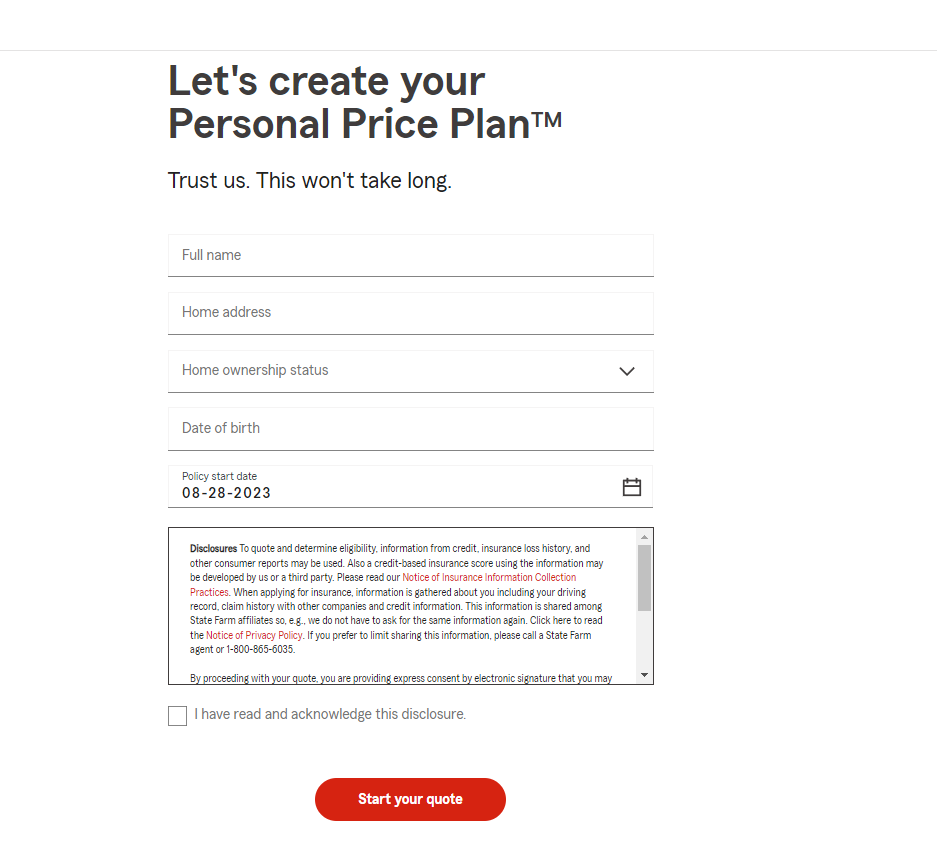 Let's create your
Personal Price Plan™
Trust us. This won't take long.
Full name
Home address
Home ownership status
Date of birth
Policy start date
08-28-2023
Disclosures To quote and determine eligibility, information from credit, insurance loss history, and
other consumer reports may be used. Also a credit-based insurance score using the information may
be developed by us or a third party. Please read our Notice of Insurance Information Collection
Practices. When applying for insurance, information is gathered about you including your driving
record, claim history with other companies and credit information. This information is shared among
State Farm affiliates so, e.g., we do not have to ask for the same information again. Click here to read
the Notice of Privacy Policy. If you prefer to limit sharing this information, please call a State Farm
agent or 1-800-865-6035.
By proceeding with your quote, you are providing express consent by electronic signature that you may
I have read and acknowledge this disclosure.
Start your quote